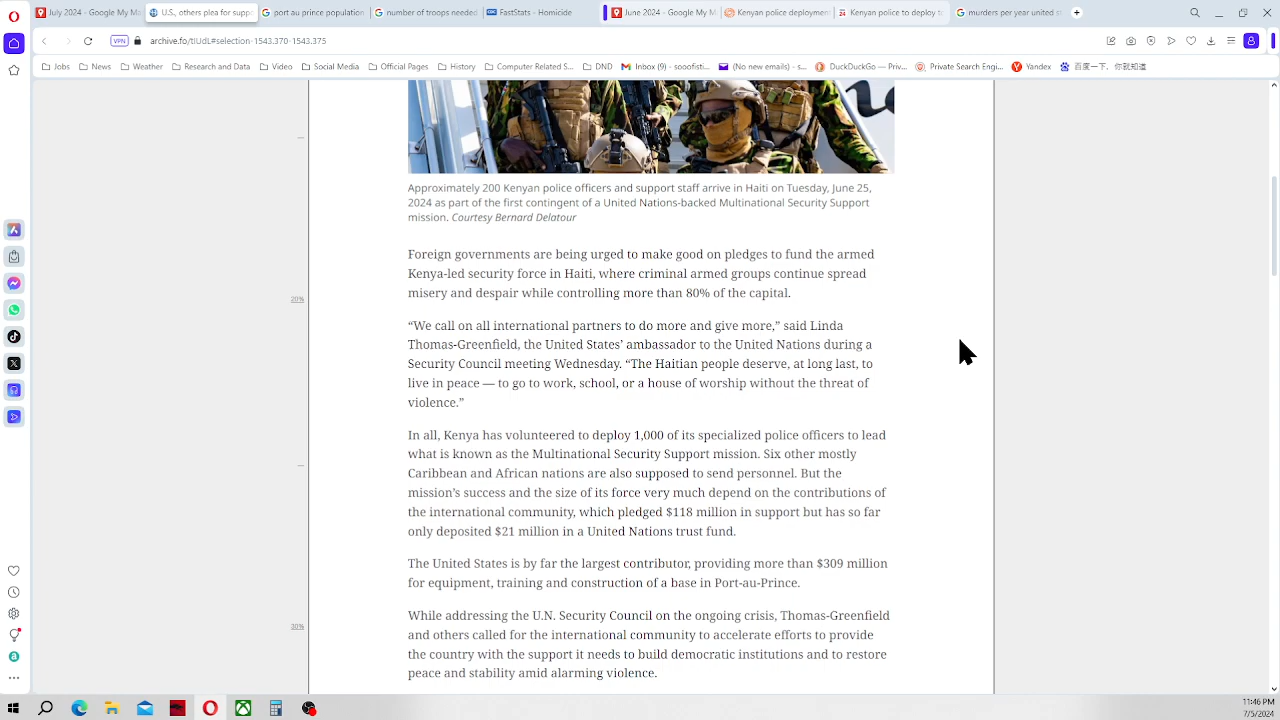 July 2024 - Google My M
U.S., others plea for supp
port au prince population
number of troops needed
FastStats - Homicide
June 2024 - Google My M
Kenyan police deployment
Kenyan police to deploy t
murders per year united s
VPN
archive.fo/tIUdL#selection-1543.370-1543.375
Jobs
News
Weather
Research and Data
Video
Social Media
Official Pages
History
Computer Related S...
DND
Inbox (9) - sooofisti...
(No new emails) - s...
DuckDuckGo — Priv...
Private Search Engi...
Yandex
百度一下，你就知道
Approximately 200 Kenyan police officers and support staff arrive in Haiti on Tuesday, June 25,
2024 as part of the first contingent of a United Nations-backed Multinational Security Support
mission. Courtesy Bernard Delatour
Foreign governments are being urged to make good on pledges to fund the armed
Kenya-led security force in Haiti, where criminal armed groups continue spread
misery and despair while controlling more than 80% of the capital.
20%
“We call on all international partners to do more and give more,” said Linda
Thomas-Greenfield, the United States’ ambassador to the United Nations during a
Security Council meeting Wednesday. “The Haitian people deserve, at long last, to
live in peace — to go to work, school, or a house of worship without the threat of
violence.”
In all, Kenya has volunteered to deploy 1,000 of its specialized police officers to lead
what is known as the Multinational Security Support mission. Six other mostly
Caribbean and African nations are also supposed to send personnel. But the
mission’s success and the size of its force very much depend on the contributions of
the international community, which pledged $118 million in support but has so far
only deposited $21 million in a United Nations trust fund.
The United States is by far the largest contributor, providing more than $309 million
for equipment, training and construction of a base in Port-au-Prince.
While addressing the U.N. Security Council on the ongoing crisis, Thomas-Greenfield
30%
and others called for the international community to accelerate efforts to provide
the country with the support it needs to build democratic institutions and to restore
peace and stability amid alarming violence.
11:46 PM
7/5/2024